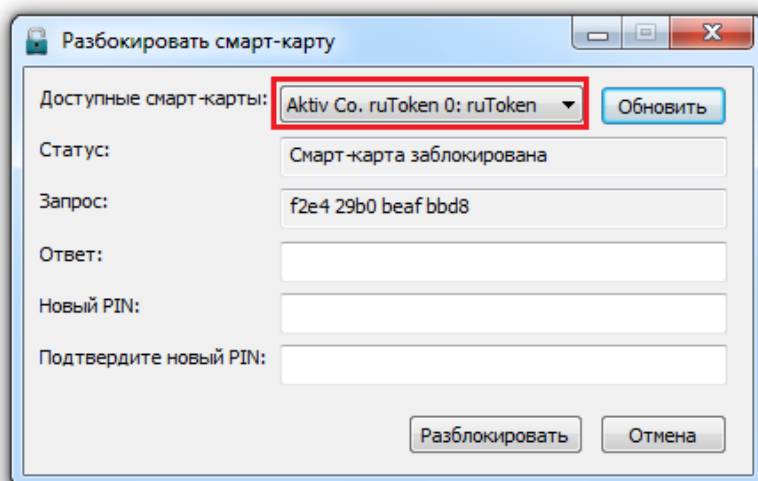 Разбокировать смарт-карту
Доступные смарт-карты: Aktiv Co. ruToken 0: ruToken Обновить
Статус: Смарт-карта заблокирована
Запрос: f2e4 29b0 beaf bbd8
Ответ:
Новый PIN:
Подтвердите новый PIN:
Разблокировать Отмена